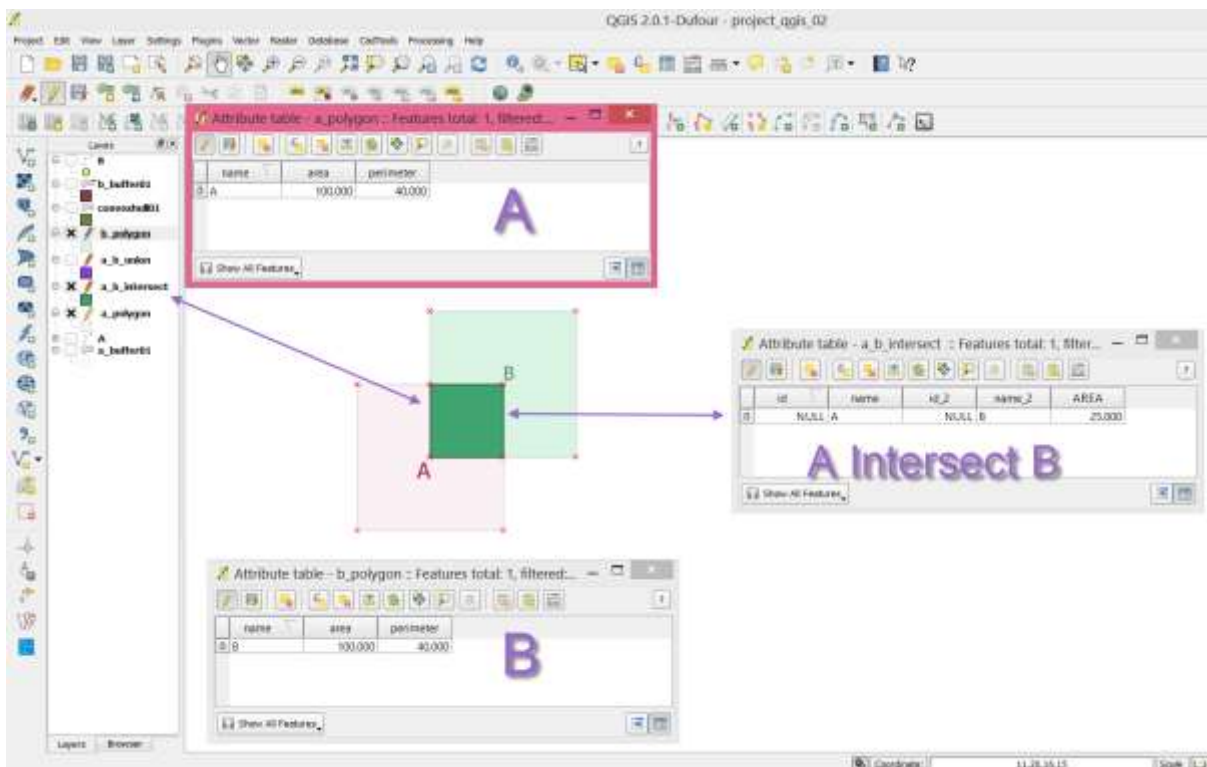 QGIS 2.0.1-Dufour - project_qgis_02
Project Edit View Layer Settings Plugins Vector Raster Database CadTools Processing Help
Layers
B
b_buffer01
convexhull01
b_polygon
a_b_union
a_b_intersect
a_polygon
A
a_buffer01
Layers Browser
Attribute table - a_polygon :: Features total: 1, filtered:...
name area perimeter
0 A 100.000 40.000
A
Show All Features
B
A
Attribute table - a_b_intersect :: Features total: 1, filter...
id name id_2 name_2 AREA
0 NULL A NULL B 25.000
A Intersect B
Show All Features
Attribute table - b_polygon :: Features total: 1, filtered:...
name area perimeter
0 B 100.000 40.000
B
Show All Features
Coordinate:
Scale